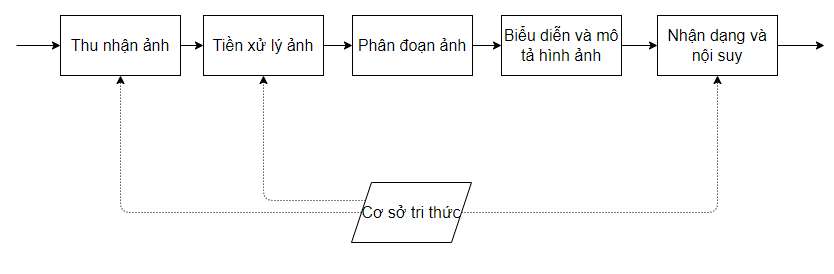 Thu nhận ảnh
Tiền xử lý ảnh
Phân đoạn ảnh
Biểu diễn và mô
tả hình ảnh
Nhận dạng và
nội suy
Cơ sở tri thức